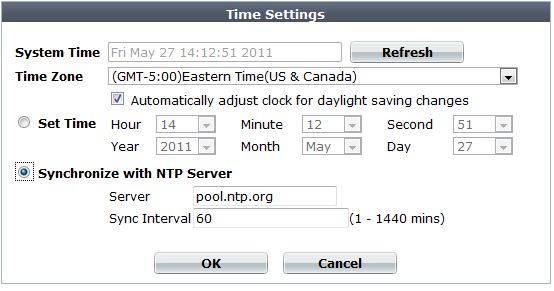 Time Settings
System Time Fri May 27 14:12:51 2011 Refresh
Time Zone (GMT-5:00)Eastern Time(US & Canada)
Automatically adjust clock for daylight saving changes
Set Time Hour 14 Minute 12 Second 51
Year 2011 Month May Day 27
Synchronize with NTP Server
Server pool.ntp.org
Sync Interval 60 (1 - 1440 mins)
OK Cancel